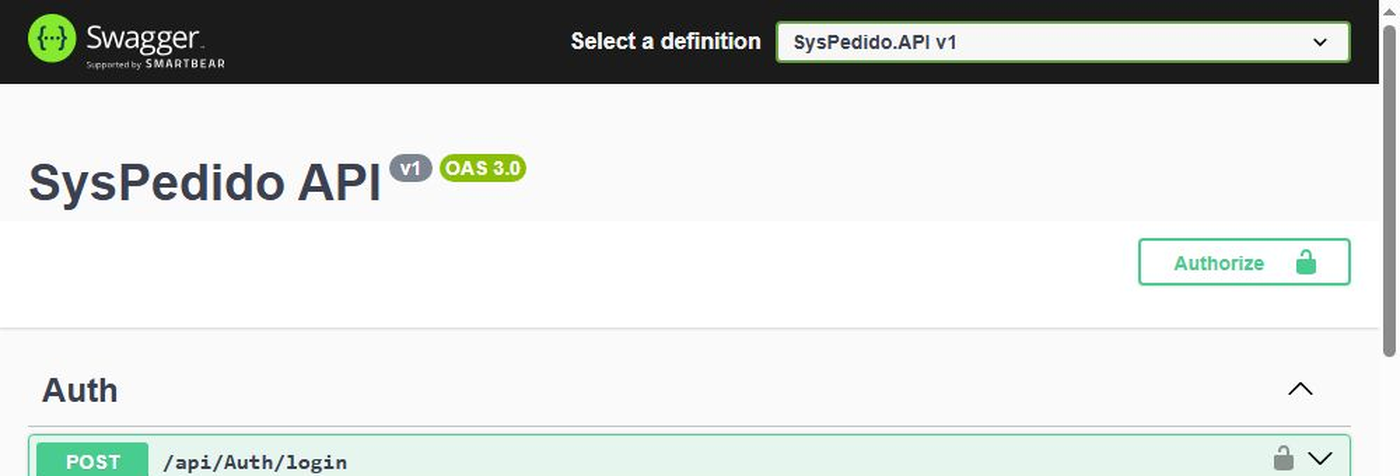 Swagger
Supported by SMARTBEAR
Select a definition
SysPedido.API v1
SysPedido API v1 OAS 3.0
Authorize
Auth
POST /api/Auth/login